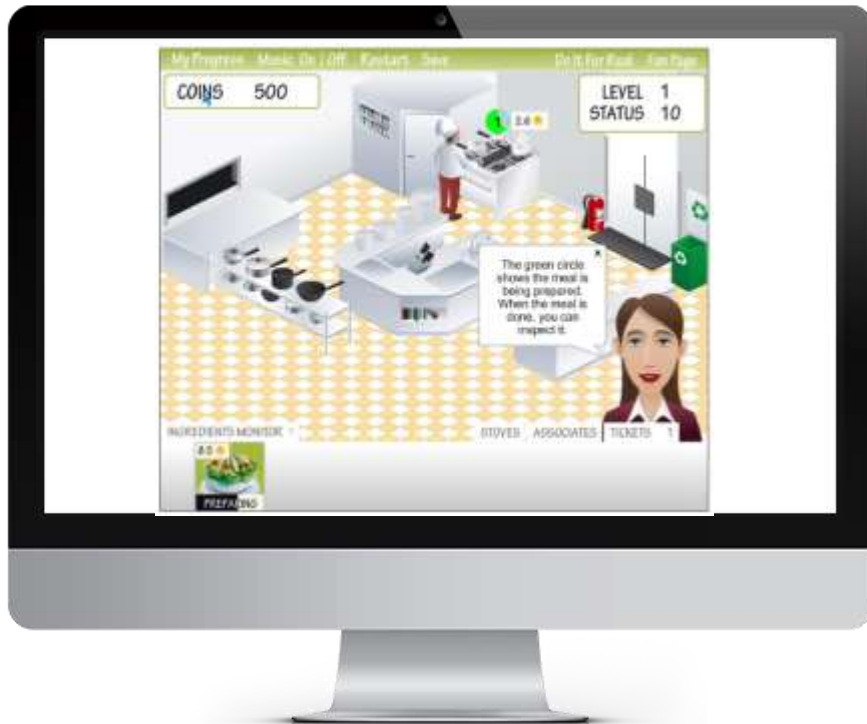 My Progress Music On / Off Restart Save Do It For Real Fan Page
COINS 500
LEVEL 1
STATUS 10
1
The green circle
shows the meal is
being prepared.
When the meal is
done, you can
inspect it.
INGREDIENTS MONITOR
STOVES ASSOCIATES TICKETS 1
PREPARING